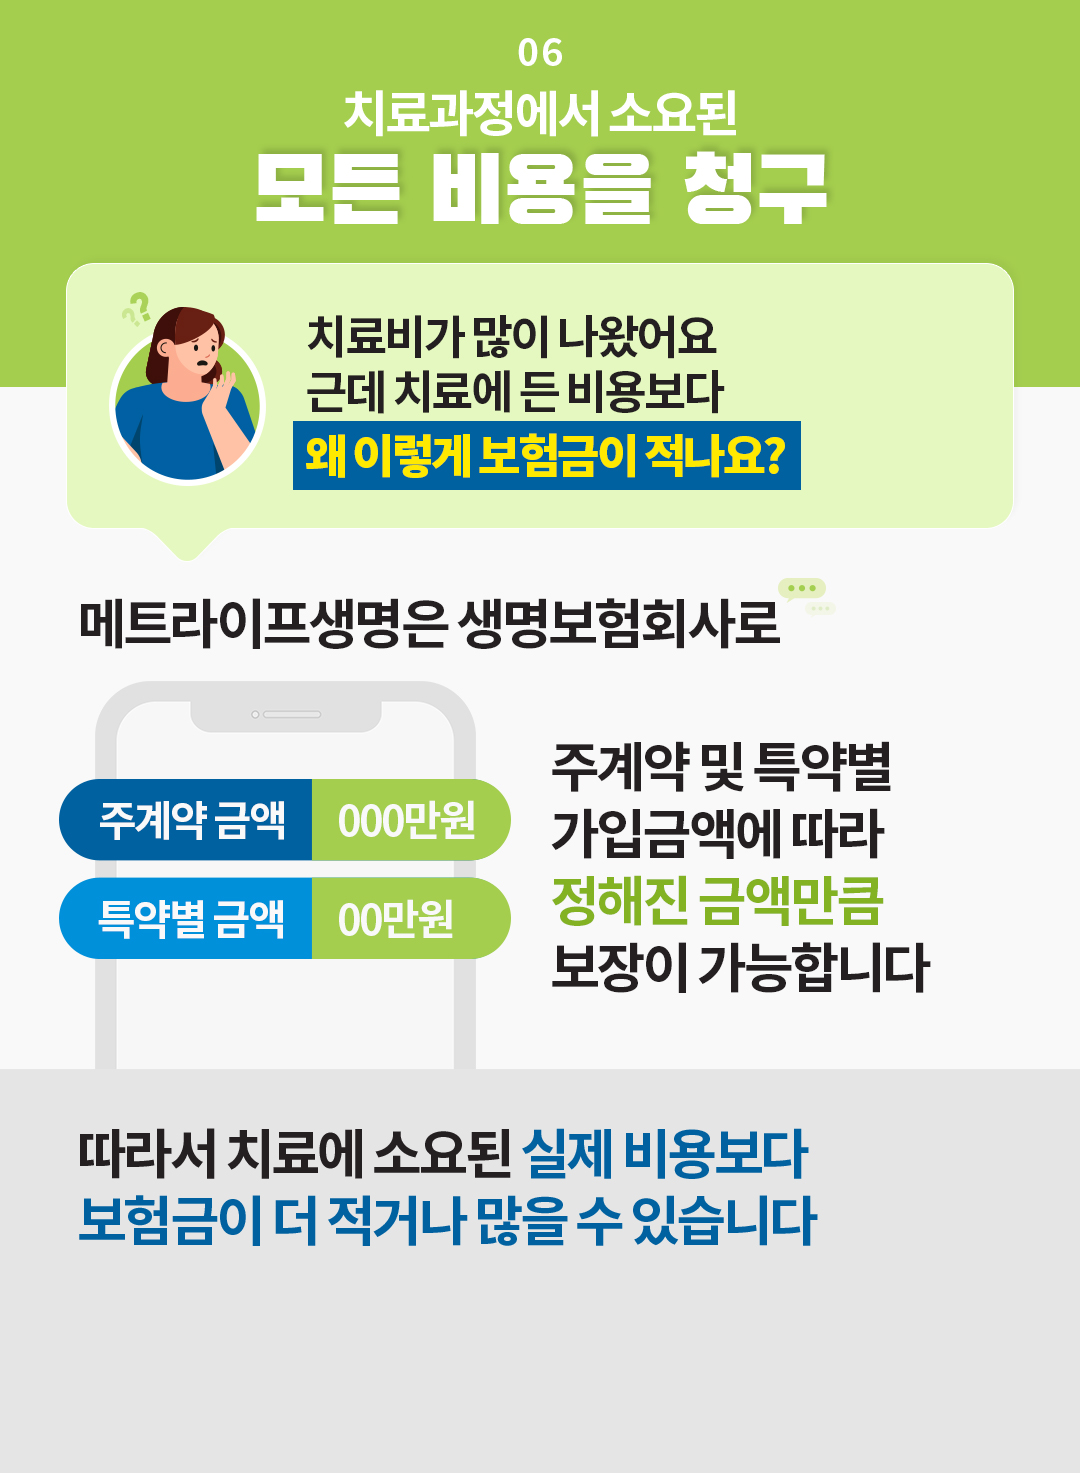 06
치료과정에서 소요된
모든 비용을 청구
??
치료비가 많이 나왔어요
근데 치료에 든 비용보다
왜 이렇게 보험금이 적나요?
메트라이프생명은 생명보험회사로
주계약 금액 000만원
특약별 금액 00만원
주계약 및 특약별
가입금액에 따라
정해진 금액만큼
보장이 가능합니다
따라서 치료에 소요된 실제 비용보다
보험금이 더 적거나 많을 수 있습니다